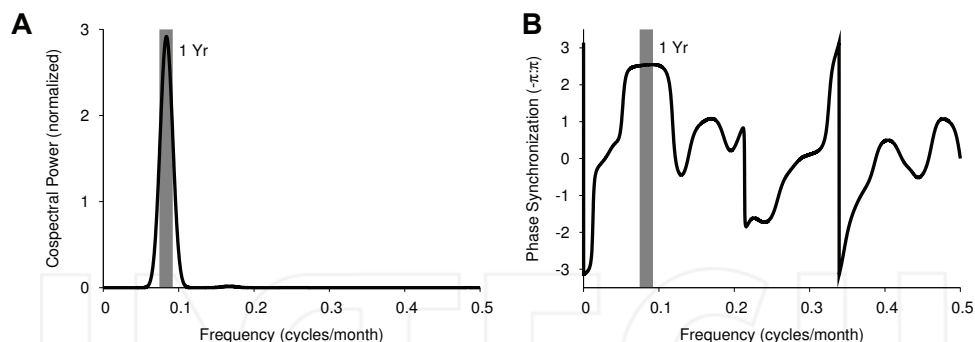 A
Cospectral Power (normalized)
3
2
1
0
1 Yr
0
0.1
0.2
0.3
0.4
0.5
Frequency (cycles/month)
B
Phase Synchronization (-π:π)
3
2
1
0
-1
-2
-3
1 Yr
0
0.1
0.2
0.3
0.4
0.5
Frequency (cycles/month)